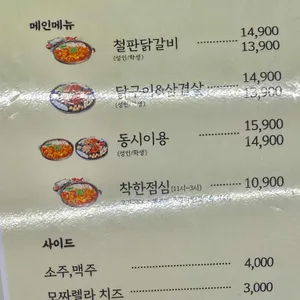 메인메뉴
철판닭갈비 14,900
(성인/학생) 13,900
닭구이&삼겹살 14,900
(성인/학생) 13,900
동시이용 15,900
(성인/학생) 14,900
착한점심 (11시~3시) 10,900
사이드
소주,맥주 4,000
모짜렐라 치즈 3,000